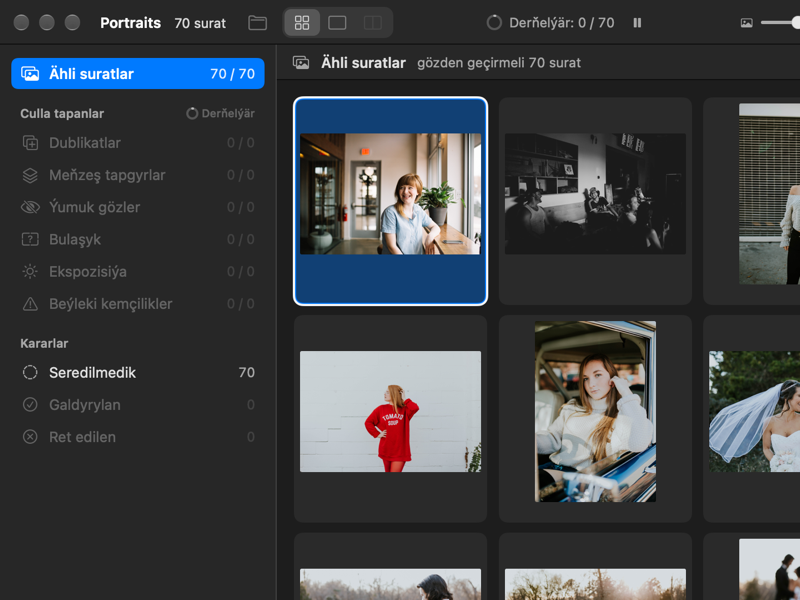 Portraits 70 surat
Derňelýär: 0 / 70
Ähli suratlar 70 / 70
Culla tapanlar Derňelýär
Dublikatlar 0 / 0
Meňzeş tapgyrlar 0 / 0
Ýumuk gözler 0 / 0
Bulaşyk 0 / 0
Ekspozisiýa 0 / 0
Beýleki kemçilikler 0 / 0
Kararlar
Seredilmedik 70
Galdyrylan 0
Ret edilen 0
Ähli suratlar gözden geçirmeli 70 surat
TOMATO
SOUP